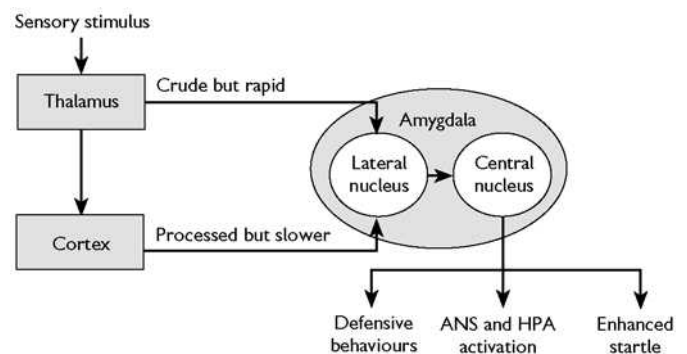 Sensory stimulus
Thalamus
Crude but rapid
Amygdala
Lateral
nucleus
Central
nucleus
Cortex
Processed but slower
Defensive
behaviours
ANS and HPA
activation
Enhanced
startle